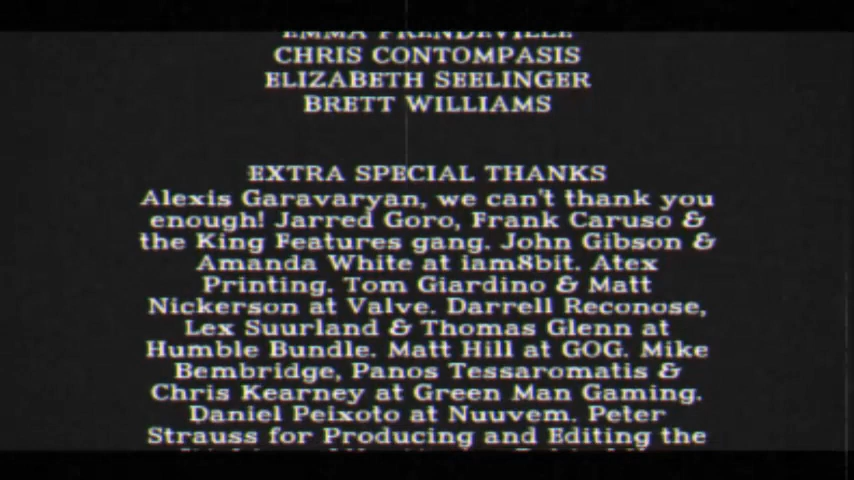 EMMA PRENDEVILLE
CHRIS CONTOMPASIS
ELIZABETH SEELINGER
BRETT WILLIAMS
EXTRA SPECIAL THANKS
Alexis Garavaryan, we can't thank you
enough! Jarred Goro, Frank Caruso &
the King Features gang. John Gibson &
Amanda White at iam8bit. Atex
Printing. Tom Giardino & Matt
Nickerson at Valve. Darrell Reconose,
Lex Suurland & Thomas Glenn at
Humble Bundle. Matt Hill at GOG. Mike
Bembridge, Panos Tessaromatis &
Chris Kearney at Green Man Gaming.
Daniel Peixoto at Nuuvem. Peter
Strauss for Producing and Editing the